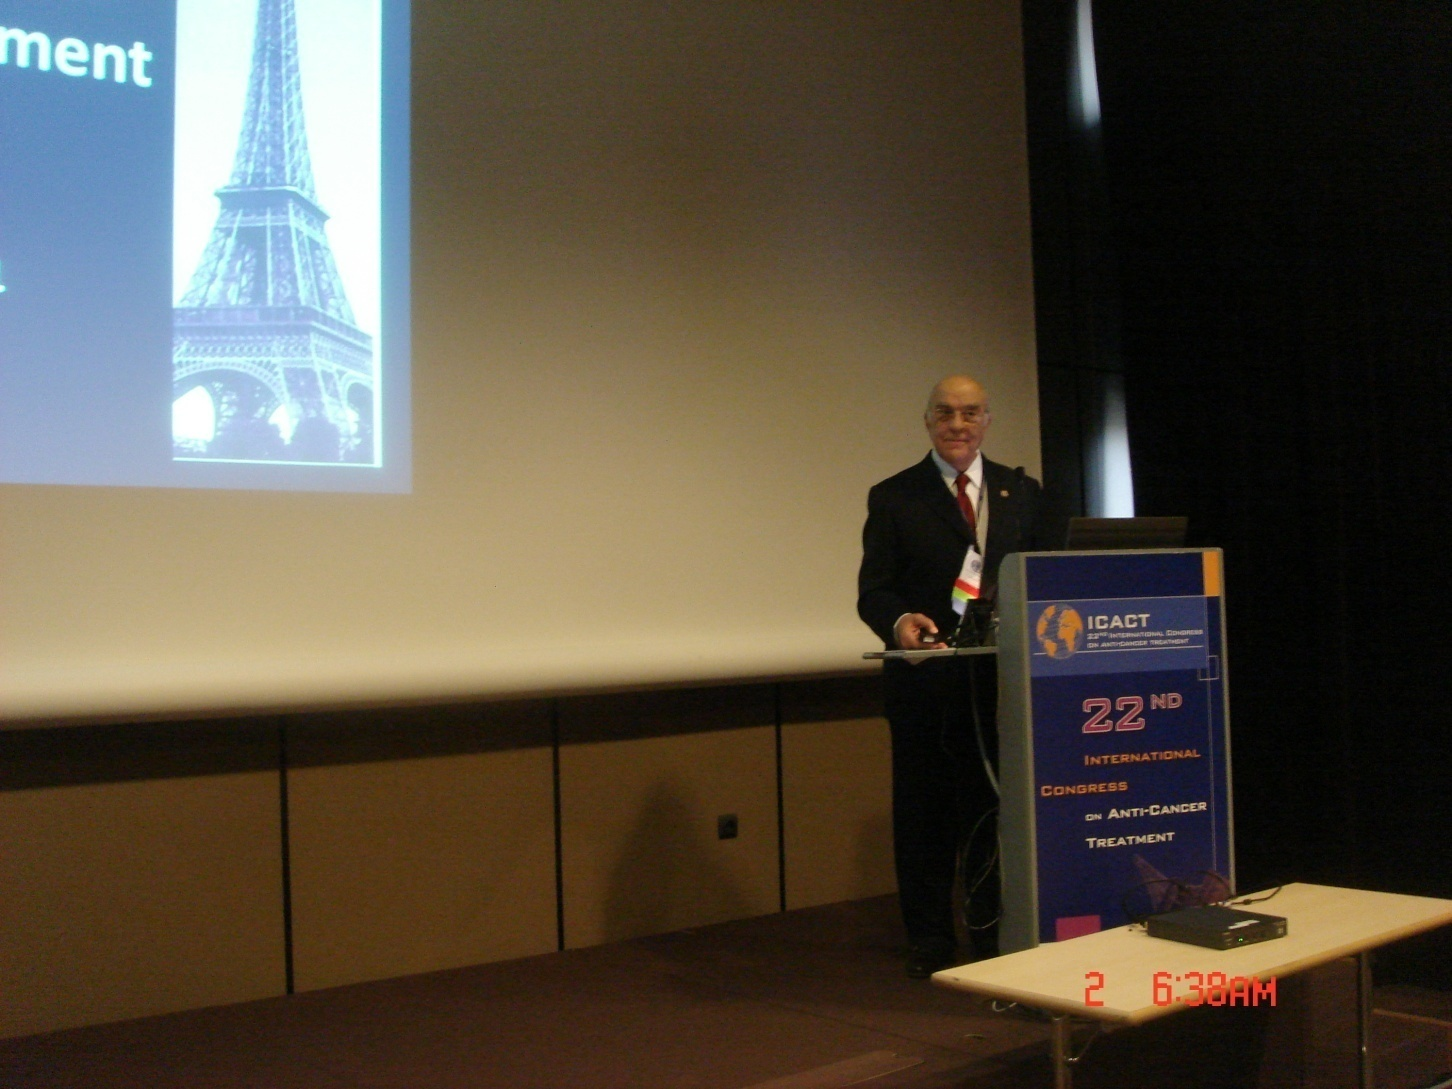 ment
ICACT
22ND INTERNATIONAL CONGRESS
ON ANTI-CANCER TREATMENT
22ND
INTERNATIONAL
CONGRESS
ON ANTI-CANCER
TREATMENT
2 6:38AM